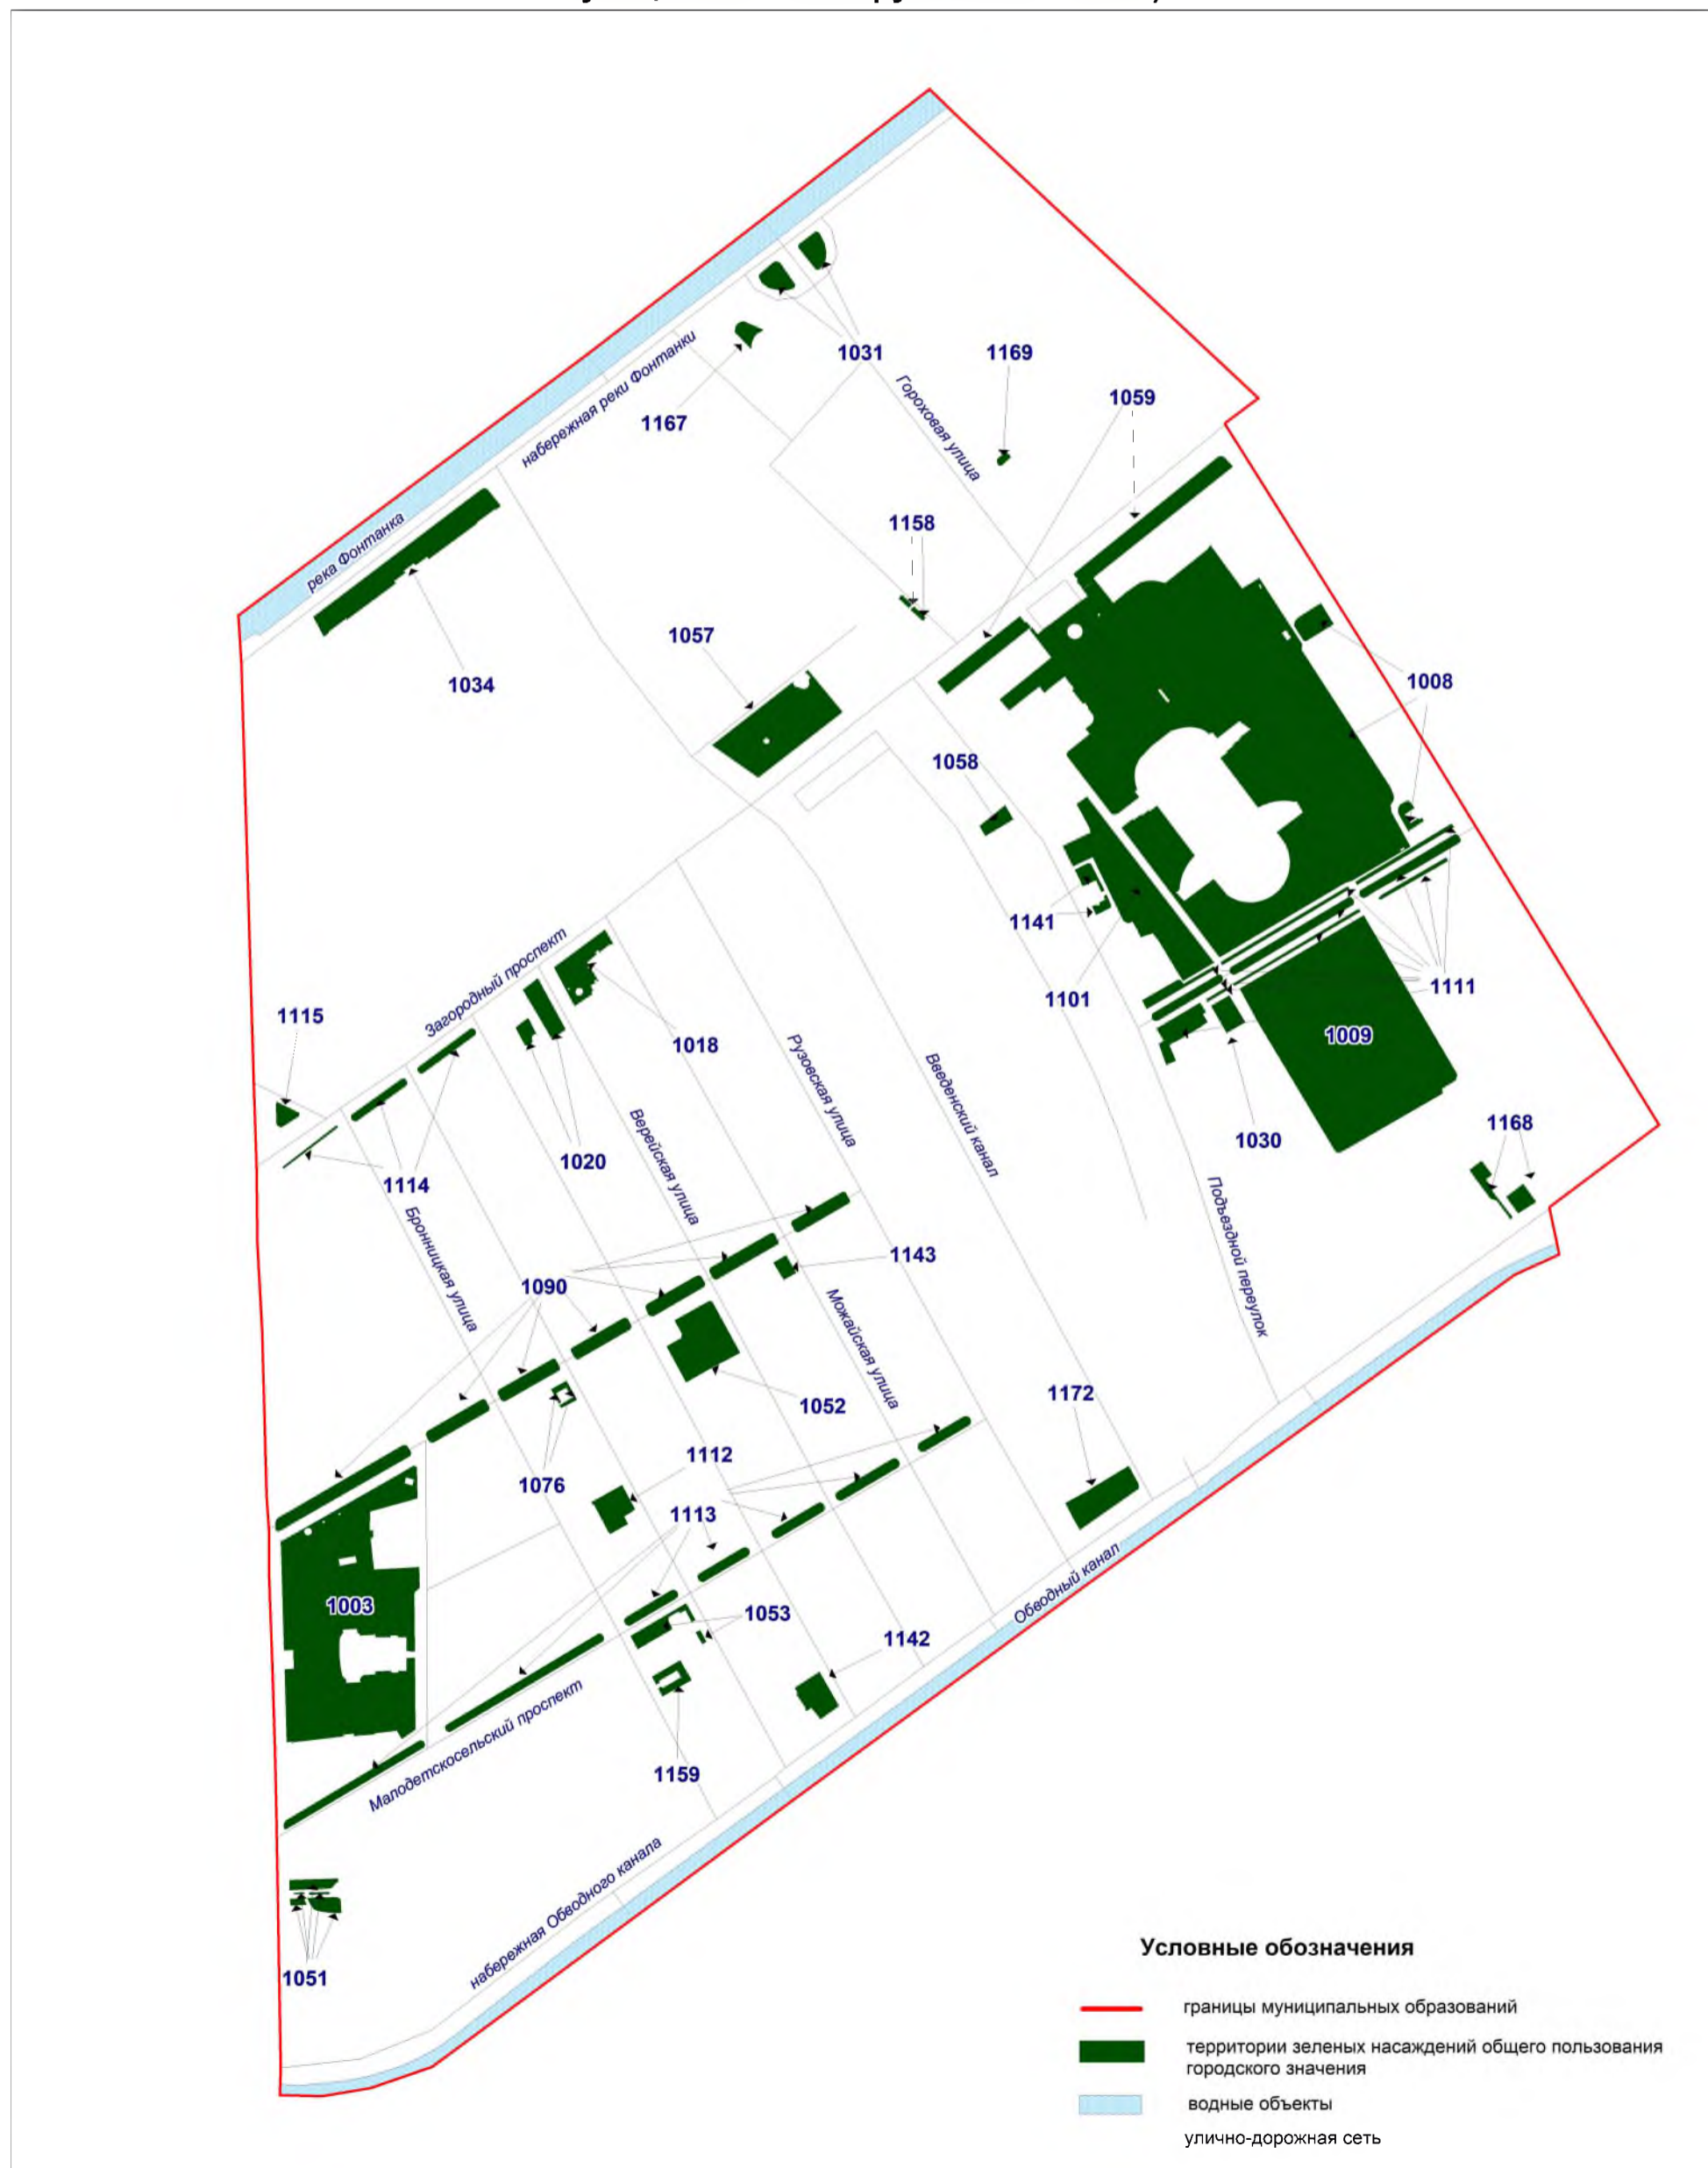 1031
1169
1059
1167
набережная реки Фонтанки
Гороховая улица
река Фонтанка
1158
1034
1057
1008
1058
1141
1101
1111
1009
1030
1168
Загородный проспект
1115
1018
1020
1114
Рузовская улица
Введенский канал
Верейская улица
Бронницкая улица
Подъездной переулок
1143
1090
Можайская улица
1052
1172
1112
1076
1113
1003
1053
Обводный канал
1142
Малодетскосельский проспект
1159
набережная Обводного канала
1051
Условные обозначения
границы муниципальных образований
территории зеленых насаждений общего пользования
городского значения
водные объекты
улично-дорожная сеть